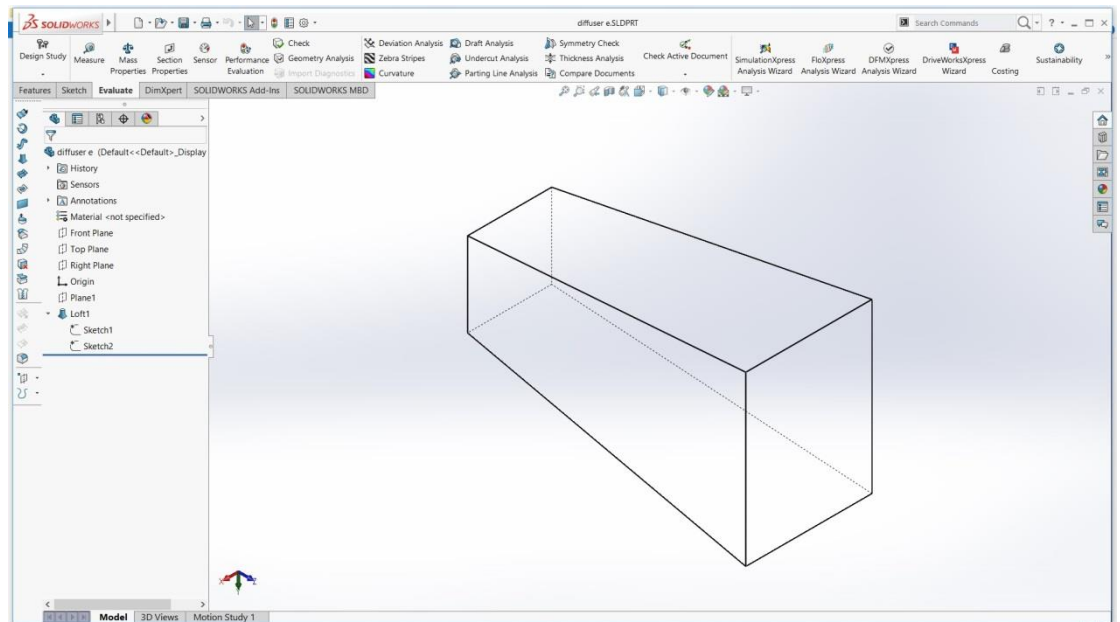 SOLIDWORKS
diffuser e.SLDPRT
Search Commands
Design Study
Measure
Mass Properties
Section Properties
Sensor
Performance Evaluation
Check
Geometry Analysis
Import Diagnostics
Deviation Analysis
Zebra Stripes
Curvature
Draft Analysis
Undercut Analysis
Parting Line Analysis
Symmetry Check
Thickness Analysis
Compare Documents
Check Active Document
SimulationXpress Analysis Wizard
FloXpress Analysis Wizard
DFMXpress Analysis Wizard
DriveWorksXpress Wizard
Costing
Sustainability
Features Sketch Evaluate DimXpert SOLIDWORKS Add-Ins SOLIDWORKS MBD
diffuser e (Default<<Default>_Display
History
Sensors
Annotations
Material <not specified>
Front Plane
Top Plane
Right Plane
Origin
Plane1
Loft1
Sketch1
Sketch2
Model 3D Views Motion Study 1